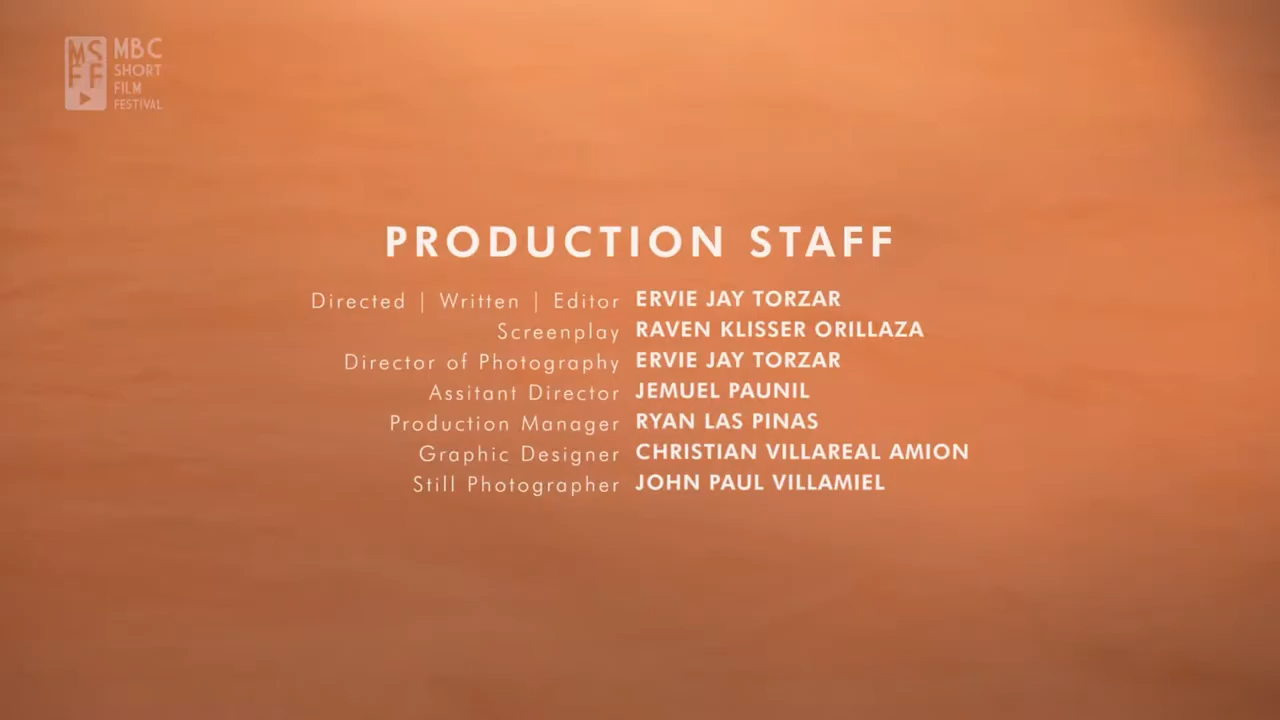 MS
FF
MBC
SHORT
FILM
FESTIVAL
PRODUCTION STAFF
Directed | Written | Editor ERVIE JAY TORZAR
Screenplay RAVEN KLISSER ORILLAZA
Director of Photography ERVIE JAY TORZAR
Assitant Director JEMUEL PAUNIL
Production Manager RYAN LAS PINAS
Graphic Designer CHRISTIAN VILLAREAL AMION
Still Photographer JOHN PAUL VILLAMIEL